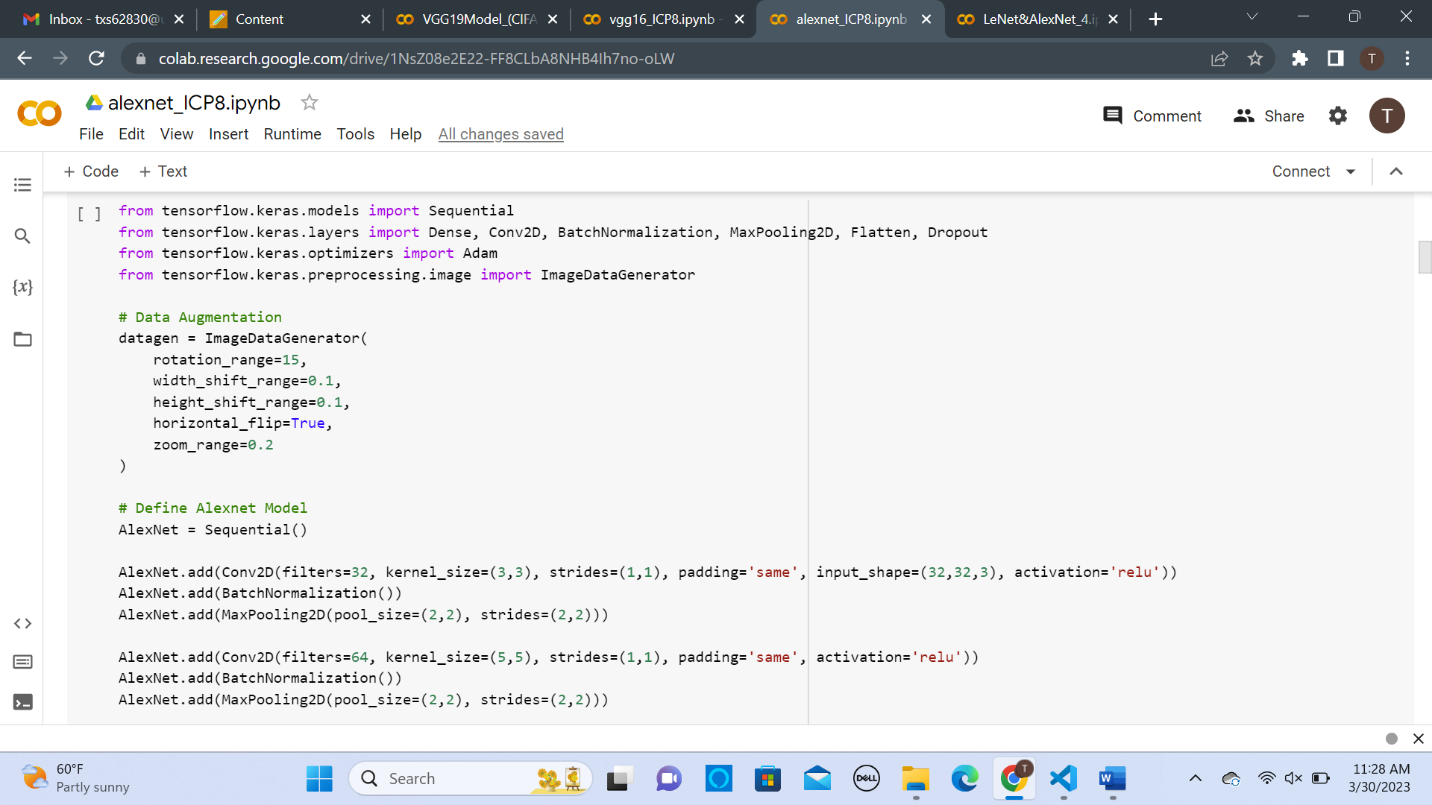 Inbox - txs62830@
Content
VGG19Model_(CIFA
vgg16_ICP8.ipynb -
alexnet_ICP8.ipynb
LeNet&AlexNet_4.i
colab.research.google.com/drive/1NsZ08e2E22-FF8CLbA8NHB4Ih7no-oLW
T
alexnet_ICP8.ipynb
File Edit View Insert Runtime Tools Help All changes saved
Comment Share T
+ Code + Text
Connect
[ ] from tensorflow.keras.models import Sequential
from tensorflow.keras.layers import Dense, Conv2D, BatchNormalization, MaxPooling2D, Flatten, Dropout
from tensorflow.keras.optimizers import Adam
from tensorflow.keras.preprocessing.image import ImageDataGenerator
# Data Augmentation
datagen = ImageDataGenerator(
rotation_range=15,
width_shift_range=0.1,
height_shift_range=0.1,
horizontal_flip=True,
zoom_range=0.2
)
# Define Alexnet Model
AlexNet = Sequential()
AlexNet.add(Conv2D(filters=32, kernel_size=(3,3), strides=(1,1), padding='same', input_shape=(32,32,3), activation='relu'))
AlexNet.add(BatchNormalization())
AlexNet.add(MaxPooling2D(pool_size=(2,2), strides=(2,2)))
AlexNet.add(Conv2D(filters=64, kernel_size=(5,5), strides=(1,1), padding='same', activation='relu'))
AlexNet.add(BatchNormalization())
AlexNet.add(MaxPooling2D(pool_size=(2,2), strides=(2,2)))
{x}
60°F
Partly sunny
Search
DELL
T
11:28 AM
3/30/2023